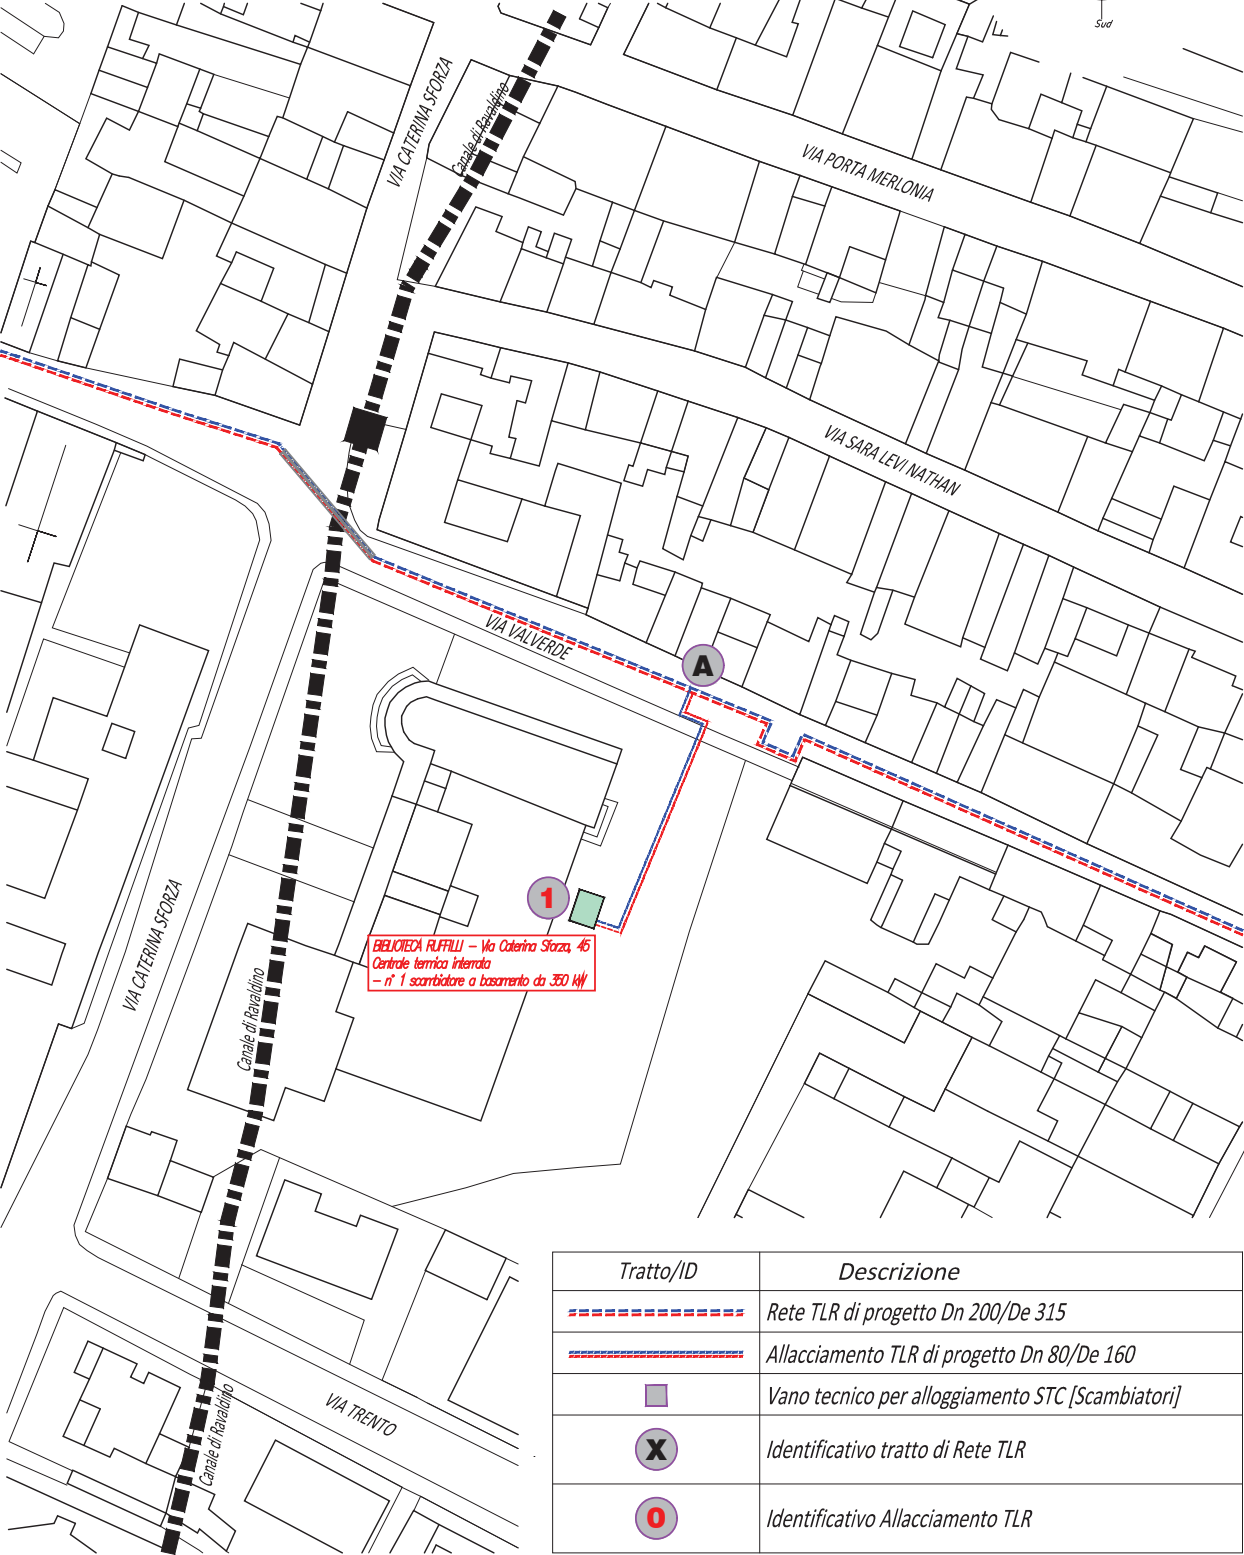 Sud
VIA CATERINA SFORZA
Canale di Ravaldino
VIA PORTA MERLONIA
VIA SARA LEVI NATHAN
VIA VALVERDE
A
1
BIBLIOTECA RUFFILLI - Via Caterina Sforza, 45
Centrale termica interrata
- n° 1 scambiatore a basamento da 350 kW
VIA CATERINA SFORZA
Canale di Ravaldino
VIA TRENTO
Canale di Ravaldino
Tratto/ID Descrizione
Rete TLR di progetto Dn 200/De 315
Allacciamento TLR di progetto Dn 80/De 160
Vano tecnico per alloggiamento STC [Scambiatori]
X Identificativo tratto di Rete TLR
0 Identificativo Allacciamento TLR